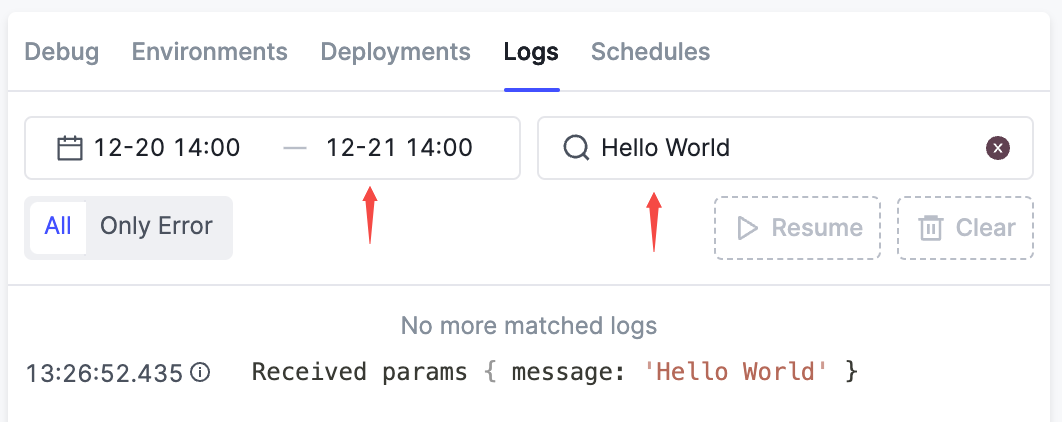 Debug Environments Deployments Logs Schedules
12-20 14:00 — 12-21 14:00 Hello World
All Only Error Resume Clear
No more matched logs
13:26:52.435 Received params { message: 'Hello World' }